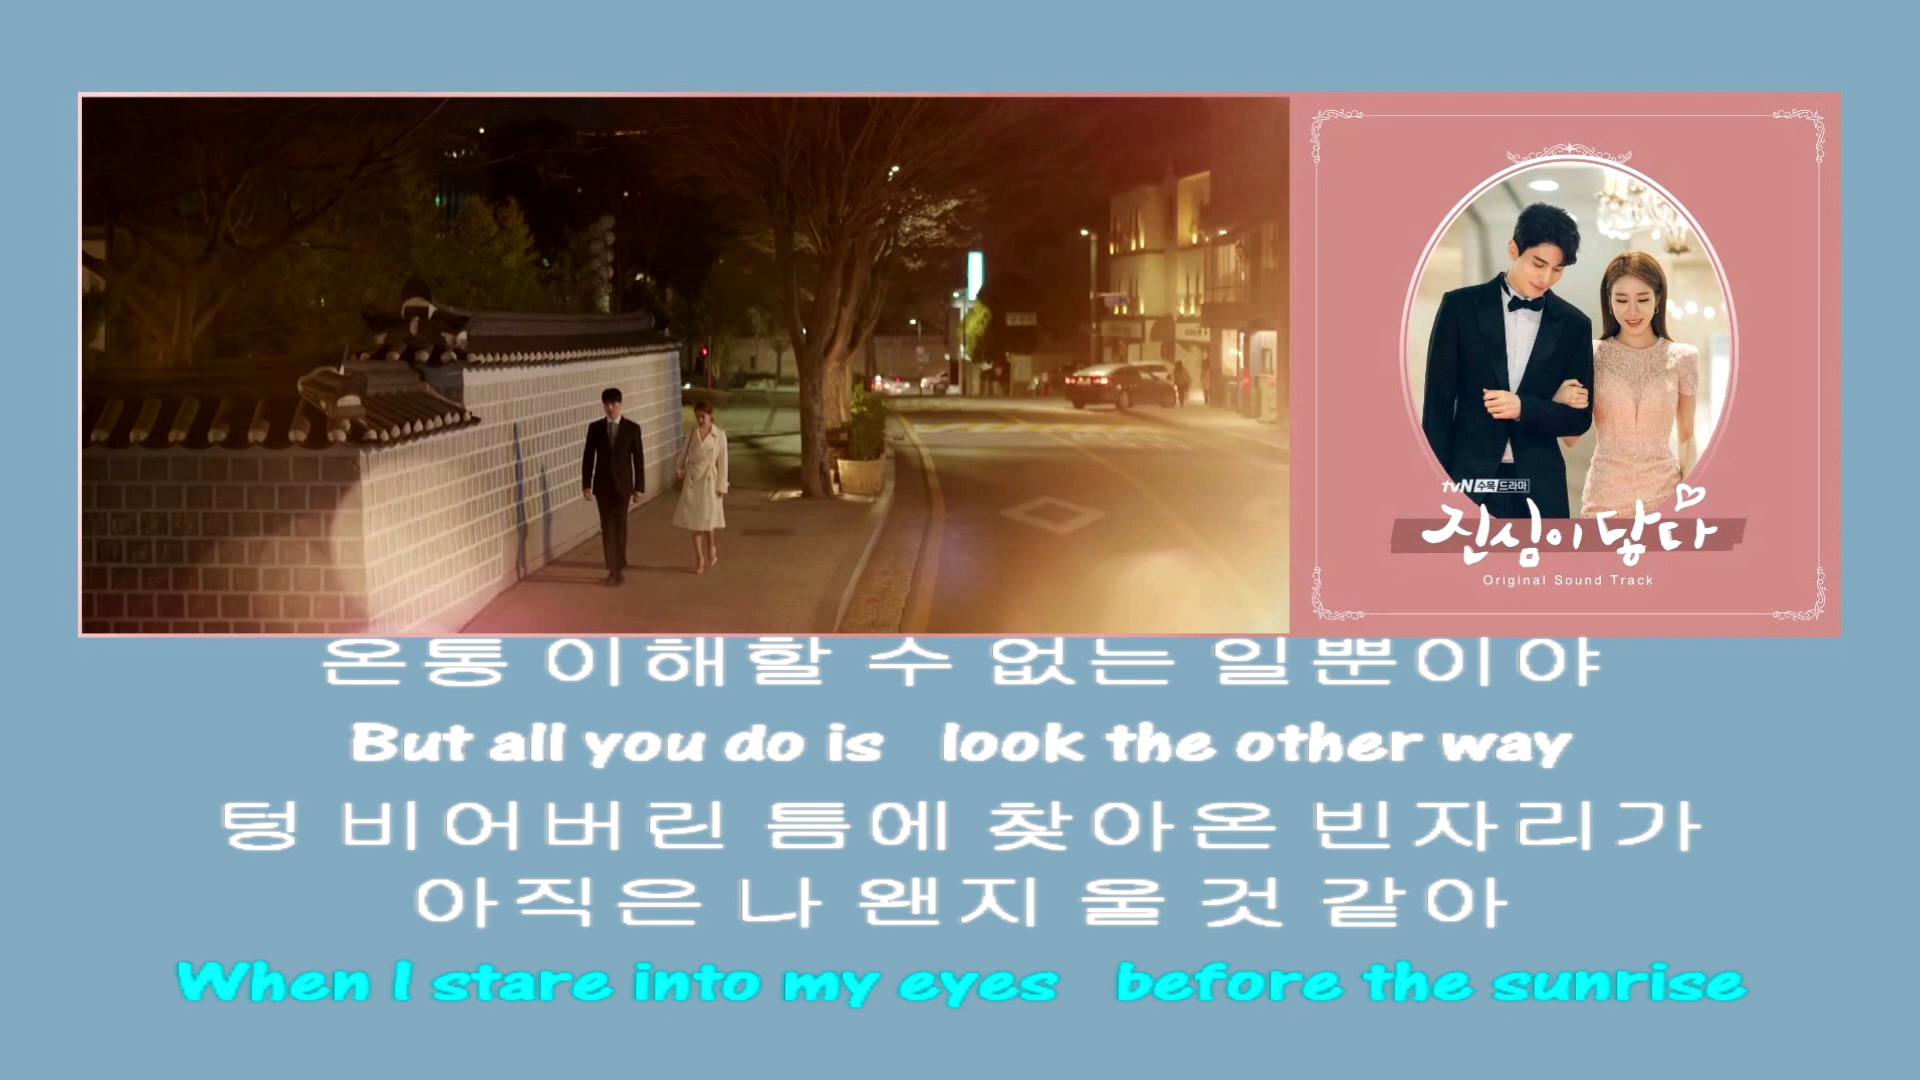 tvN 수목드라마
진심이 닿다
Original Sound Track
온통 이해할 수 없는 일뿐이야
But all you do is look the other way
텅 비어버린 틈에 찾아온 빈자리가
아직은 나 왠지 울 것 같아
When I stare into my eyes before the sunrise